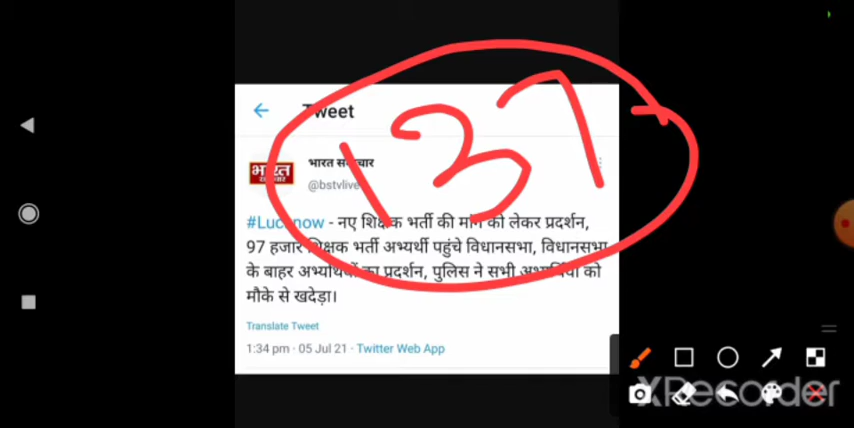 Tweet
भारत समाचार
@bstvlive
भारत
#Lucknow - नए शिक्षक भर्ती की मांग को लेकर प्रदर्शन,
97 हजार शिक्षक भर्ती अभ्यर्थी पहुंचे विधानसभा, विधानसभा
के बाहर अभ्यर्थियों का प्रदर्शन, पुलिस ने सभी अभ्यर्थियों को
मौके से खदेड़ा।
Translate Tweet
1:34 pm · 05 Jul 21 · Twitter Web App
137
XRecorder